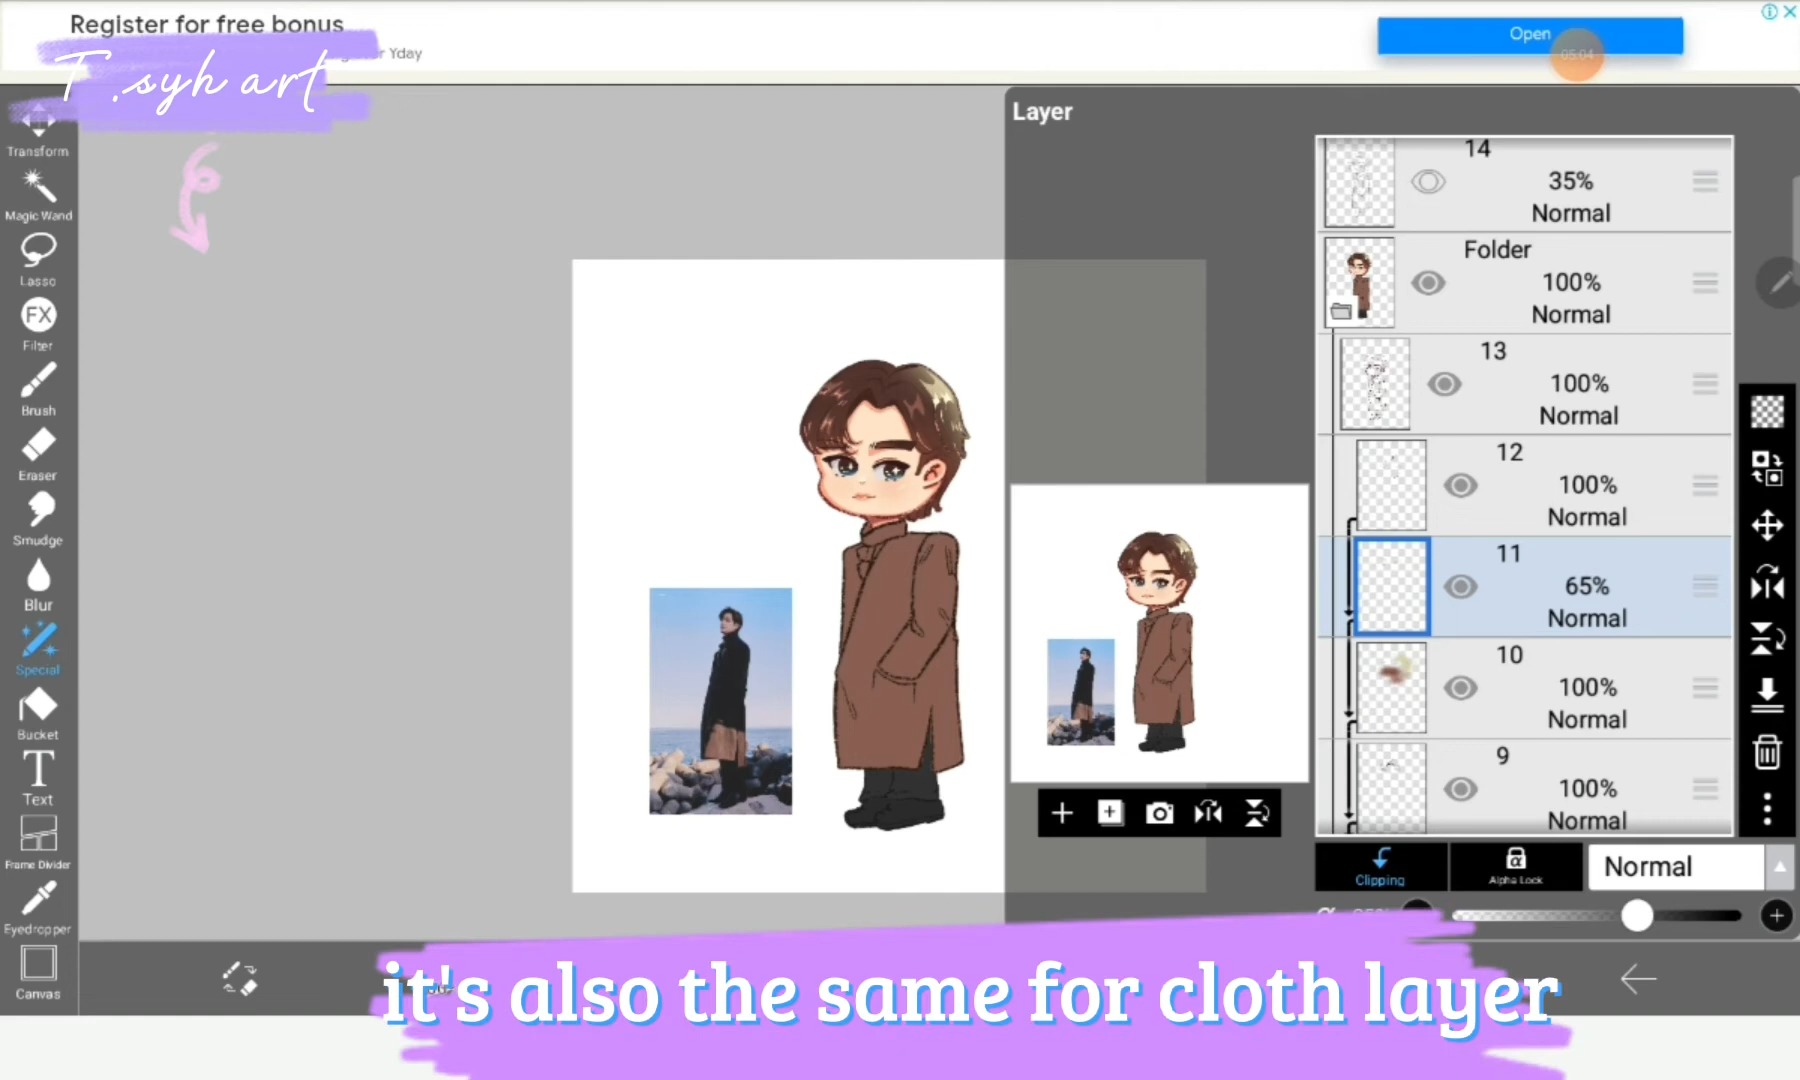 Register for free bonus
r Yday
Open
05:04
T.syh art
Layer
Transform
Magic Wand
Lasso
FX
Filter
Brush
Eraser
Smudge
Blur
Special
Bucket
T
Text
Frame Divider
Eyedropper
Canvas
14
35%
Normal
Folder
100%
Normal
13
100%
Normal
12
100%
Normal
11
65%
Normal
10
100%
Normal
9
100%
Normal
Clipping
α
Alpha Lock
Normal
it's also the same for cloth layer